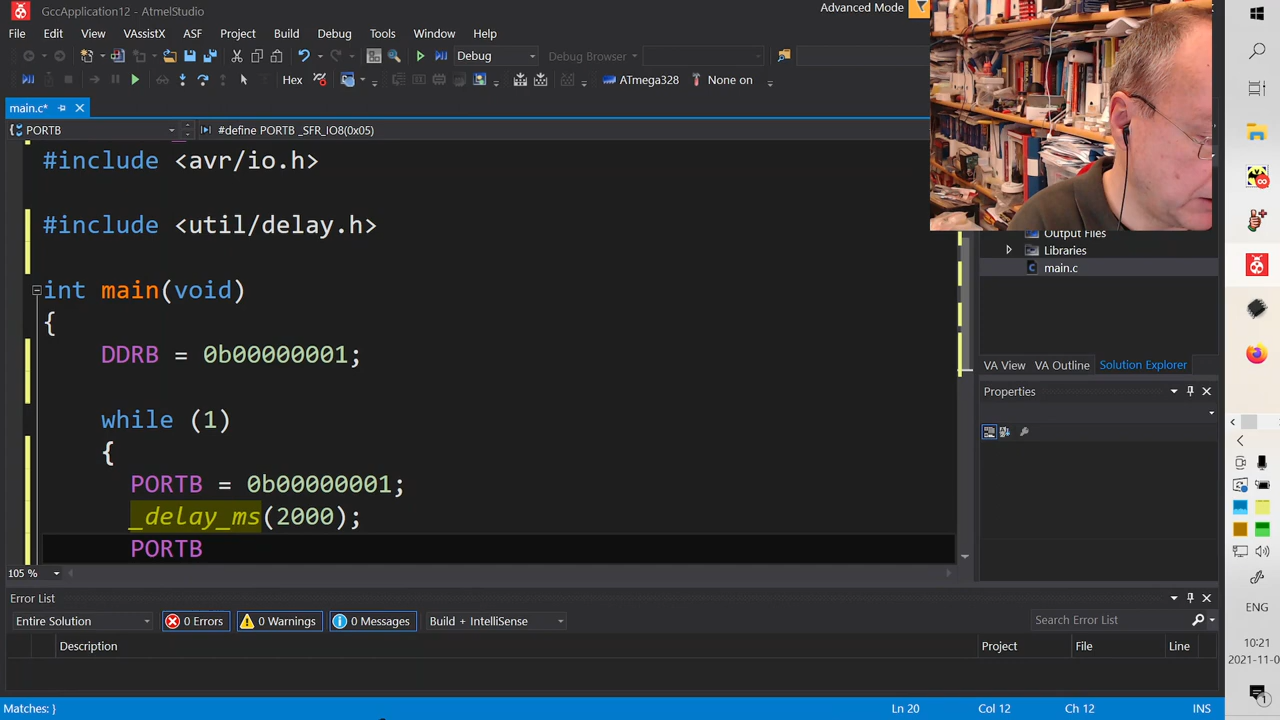 GccApplication12 - AtmelStudio
Advanced Mode
File Edit View VAssistX ASF Project Build Debug Tools Window Help
Debug Debug Browser
Hex ATmega328 None on
main.c*
PORTB #define PORTB _SFR_IO8(0x05)
#include <avr/io.h>
#include <util/delay.h>
int main(void)
{
DDRB = 0b00000001;
while (1)
{
PORTB = 0b00000001;
_delay_ms(2000);
PORTB
105 %
Output Files
Libraries
main.c
VA View VA Outline Solution Explorer
Properties
Error List
Entire Solution 0 Errors 0 Warnings 0 Messages Build + IntelliSense Search Error List
Description Project File Line
Matches: } Ln 20 Col 12 Ch 12 INS
ENG
10:21
2021-11-0
1